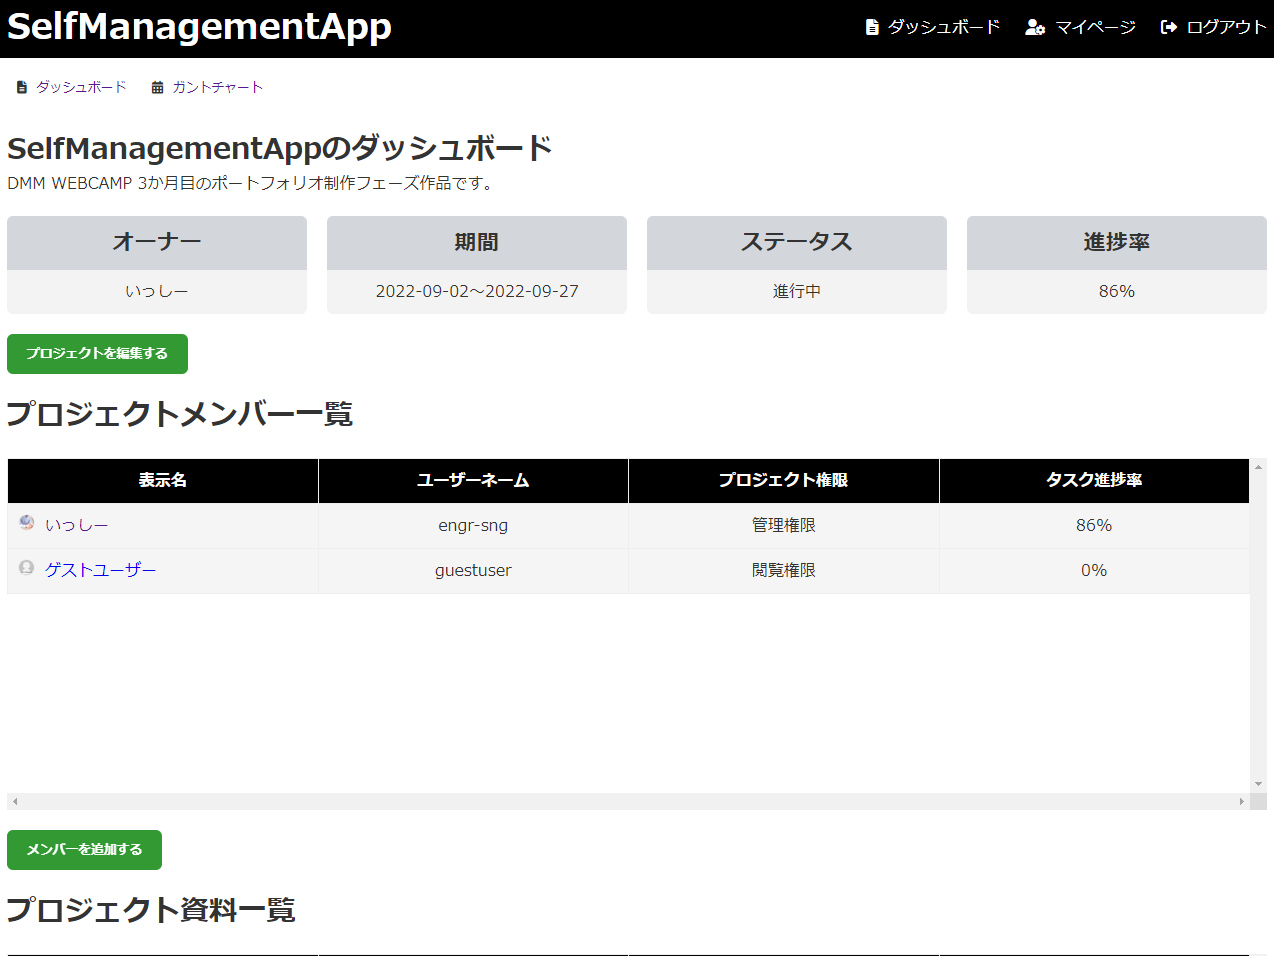 SelfManagementApp
ダッシュボード マイページ ログアウト
ダッシュボード ガントチャート
SelfManagementAppのダッシュボード
DMM WEBCAMP 3か月目のポートフォリオ制作フェーズ作品です。
オーナー 期間 ステータス 進捗率
いっしー 2022-09-02～2022-09-27 進行中 86%
プロジェクトを編集する
プロジェクトメンバー一覧
表示名 ユーザーネーム プロジェクト権限 タスク進捗率
いっしー engr-sng 管理権限 86%
ゲストユーザー guestuser 閲覧権限 0%
メンバーを追加する
プロジェクト資料一覧